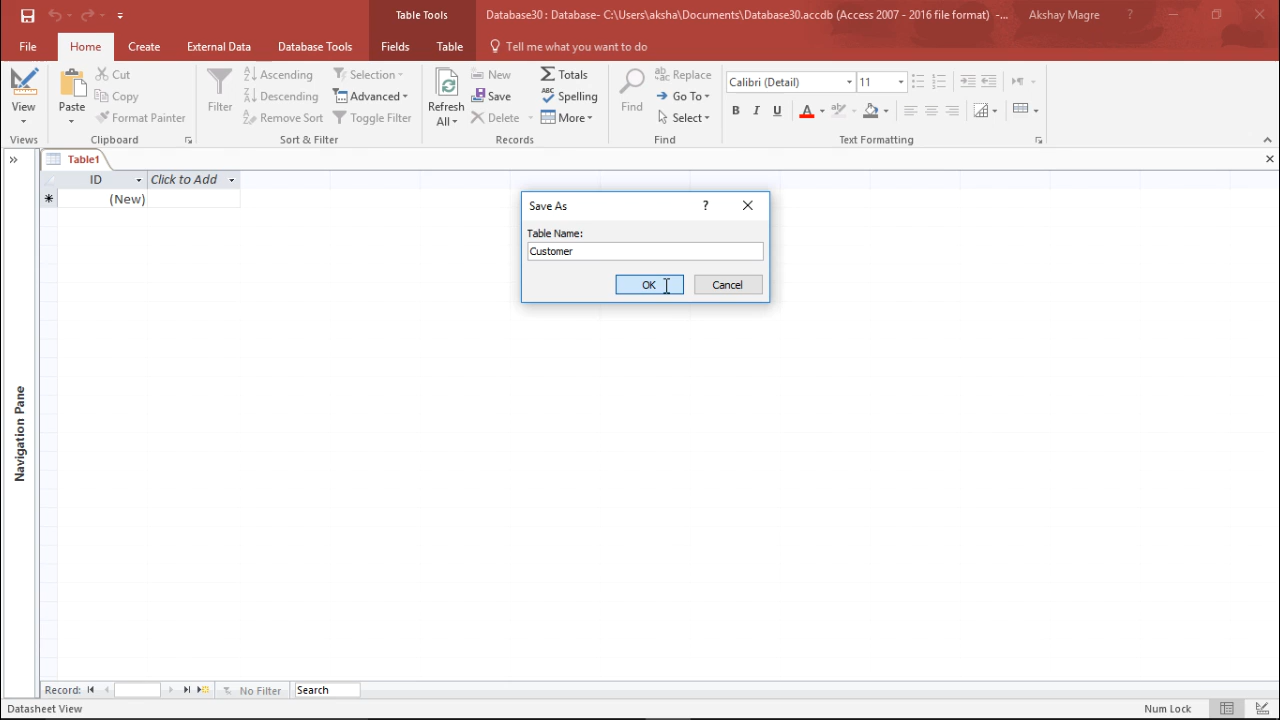 Table Tools
Database30 : Database- C:\Users\aksha\Documents\Database30.accdb (Access 2007 - 2016 file format) -...
Akshay Magre
?
File
Home
Create
External Data
Database Tools
Fields
Table
Tell me what you want to do
View
Paste
Cut
Copy
Format Painter
Filter
Ascending
Descending
Remove Sort
Selection
Advanced
Toggle Filter
Refresh
All
New
Save
Delete
Totals
Spelling
More
Find
Replace
Go To
Select
Calibri (Detail)
11
B I U A
Views
Clipboard
Sort & Filter
Records
Find
Text Formatting
Table1
ID
Click to Add
(New)
Save As
?
Table Name:
Customer
OK
Cancel
Navigation Pane
Record:
No Filter
Search
Datasheet View
Num Lock